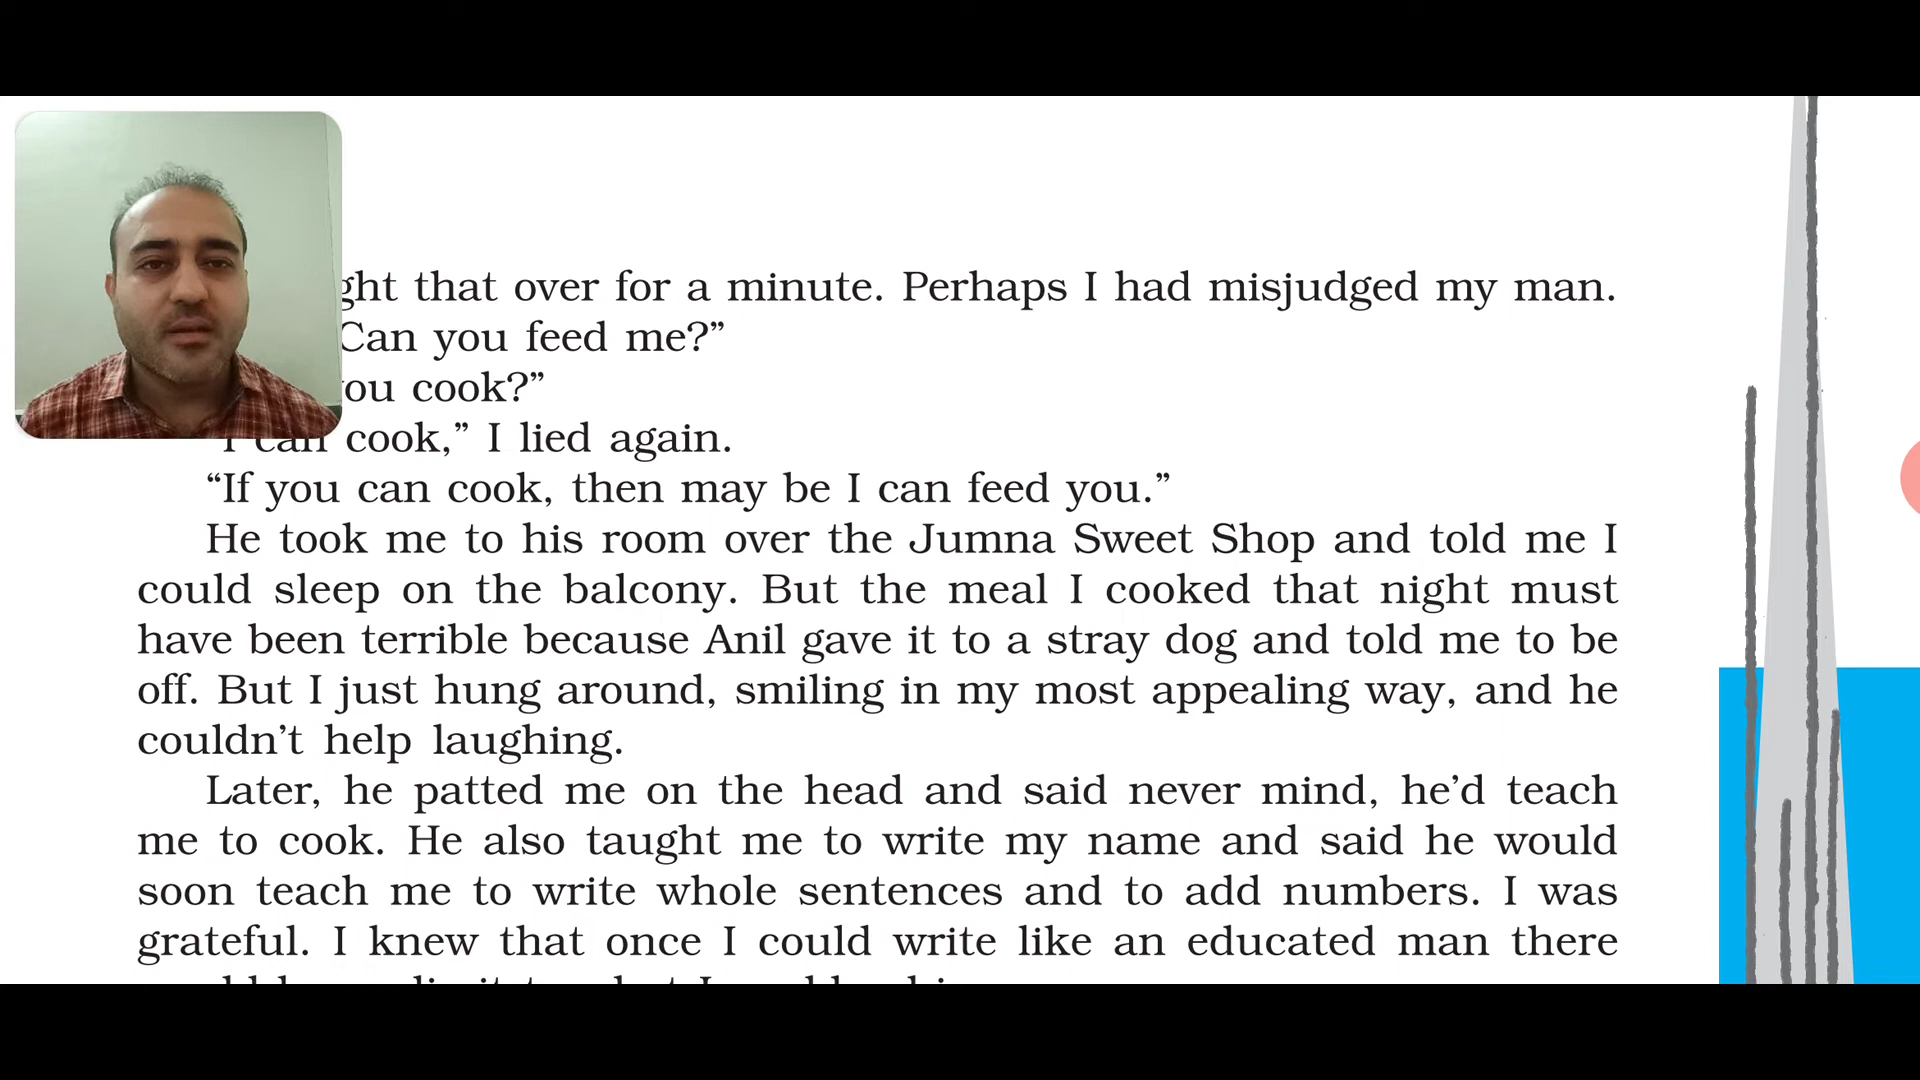 that over for a minute. Perhaps I had misjudged my man.
Can you feed me?”
cook?”
“I can cook,” I lied again.
“If you can cook, then may be I can feed you.”
He took me to his room over the Jumna Sweet Shop and told me I
could sleep on the balcony. But the meal I cooked that night must
have been terrible because Anil gave it to a stray dog and told me to be
off. But I just hung around, smiling in my most appealing way, and he
couldn’t help laughing.
Later, he patted me on the head and said never mind, he’d teach
me to cook. He also taught me to write my name and said he would
soon teach me to write whole sentences and to add numbers. I was
grateful. I knew that once I could write like an educated man there